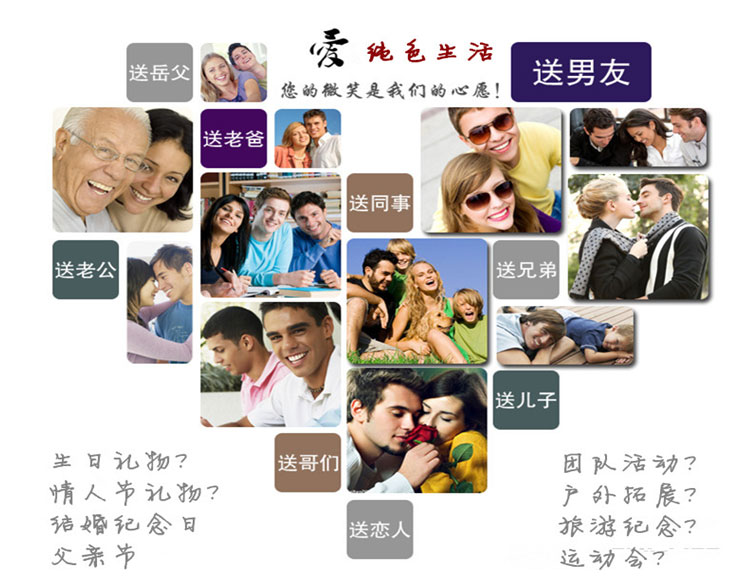 爱 纯色生活
您的微笑是我们的心愿!
送岳父
送男友
送老爸
送同事
送老公
送兄弟
送儿子
送哥们
送恋人
生日礼物?
情人节礼物?
结婚纪念日
父亲节
团队活动?
户外拓展?
旅游纪念?
运动会?